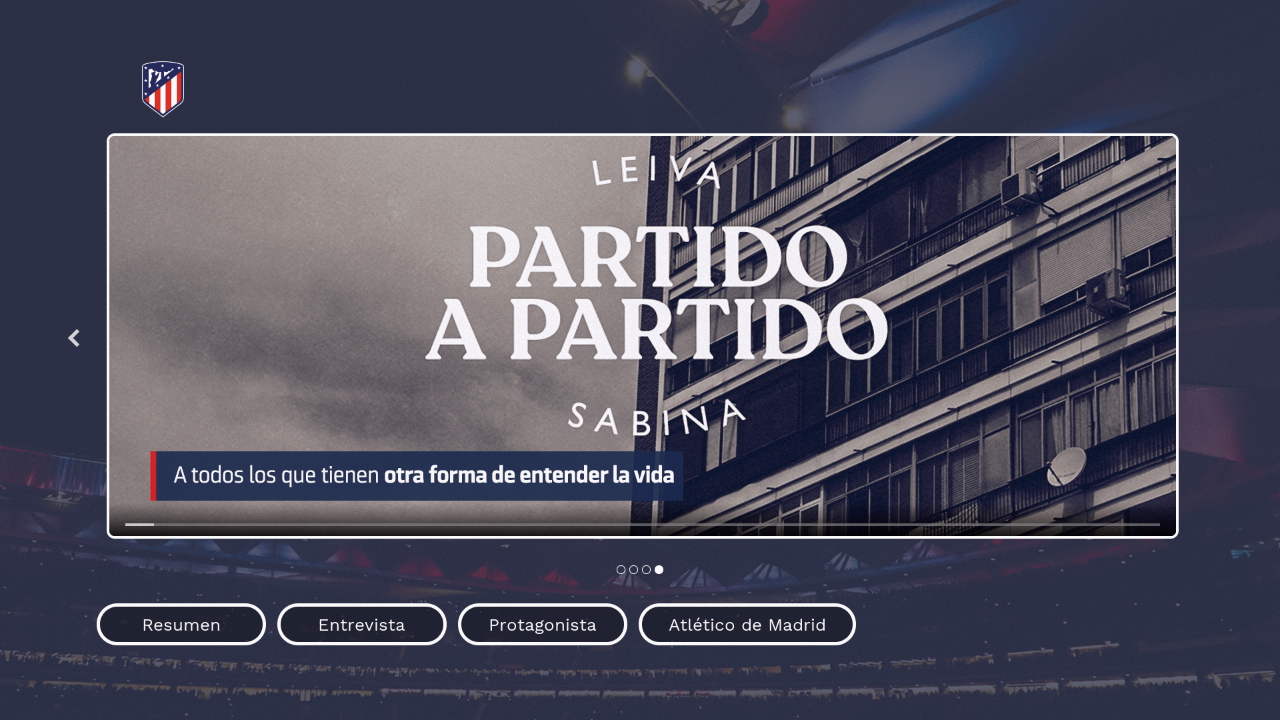 LEIVA
PARTIDO
A PARTIDO
SABINA
A todos los que tienen otra forma de entender la vida
Resumen
Entrevista
Protagonista
Atlético de Madrid